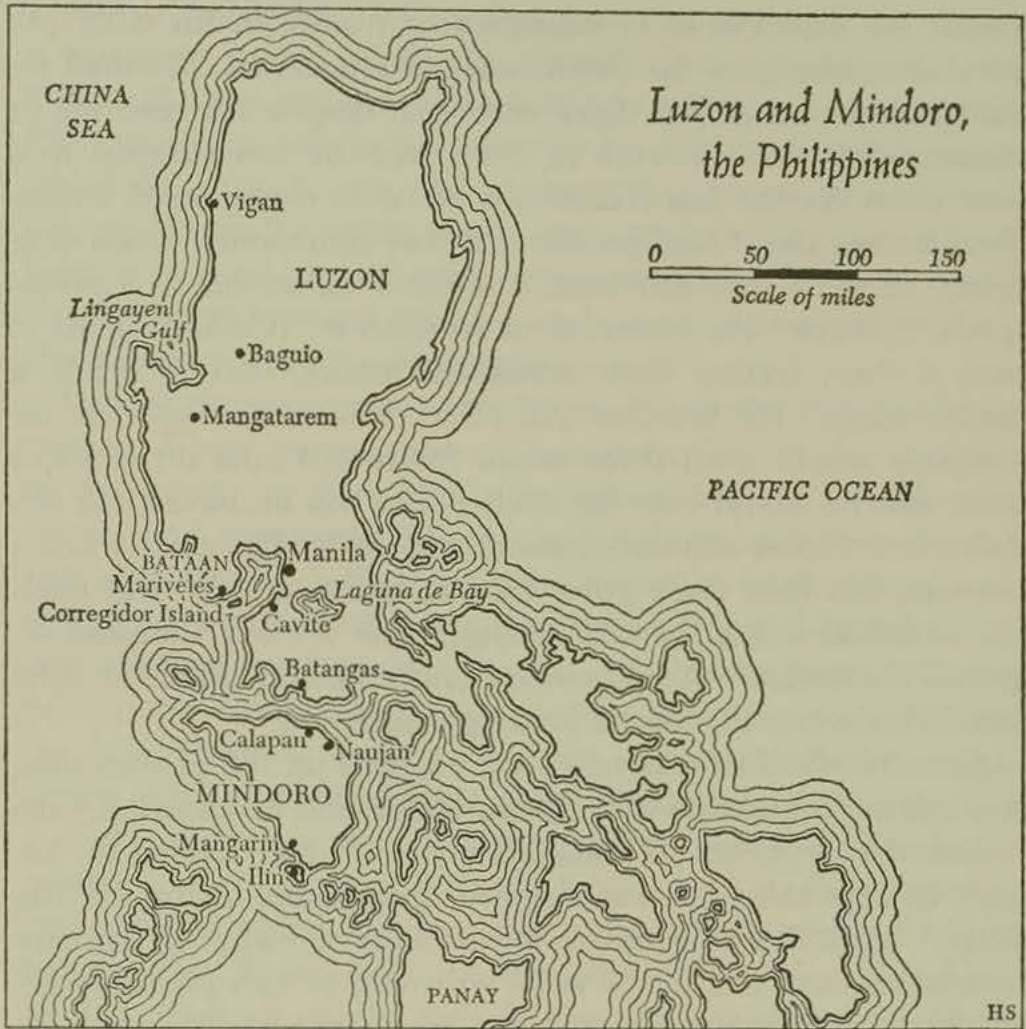 CHINA
SEA
Luzon and Mindoro,
the Philippines
0 50 100 150
Scale of miles
Vigan
LUZON
Lingayen
Gulf
Baguio
Mangatarem
PACIFIC OCEAN
BATAAN
Manila
Marivelés
Laguna de Bay
Corregidor Island
Cavite
Batangas
Calapan
Naujan
MINDORO
Mangarin
Ilin
PANAY
HS